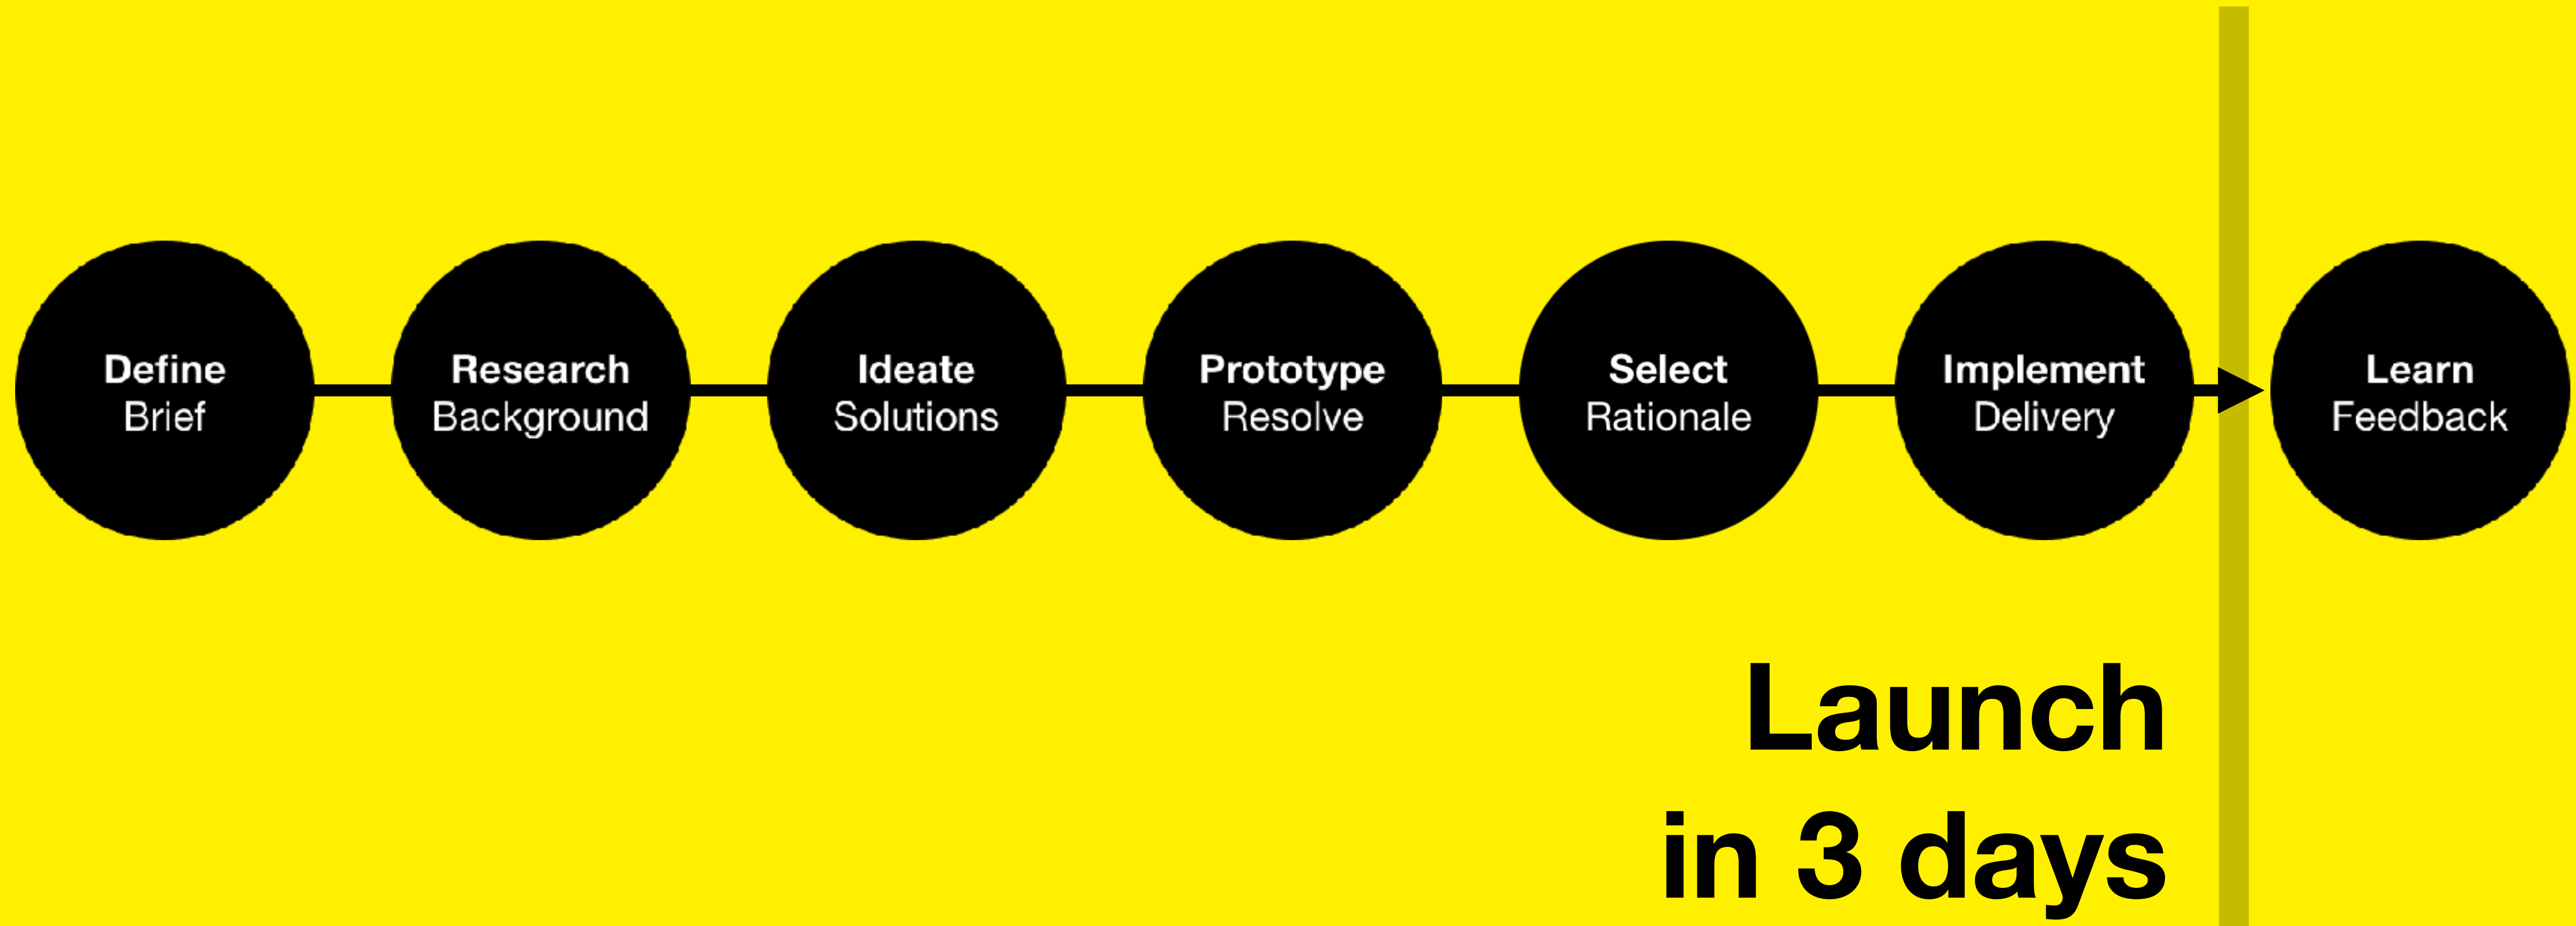 Define
Brief
Research
Background
Ideate
Solutions
Prototype
Resolve
Select
Rationale
Implement
Delivery
Learn
Feedback
Launch
in 3 days